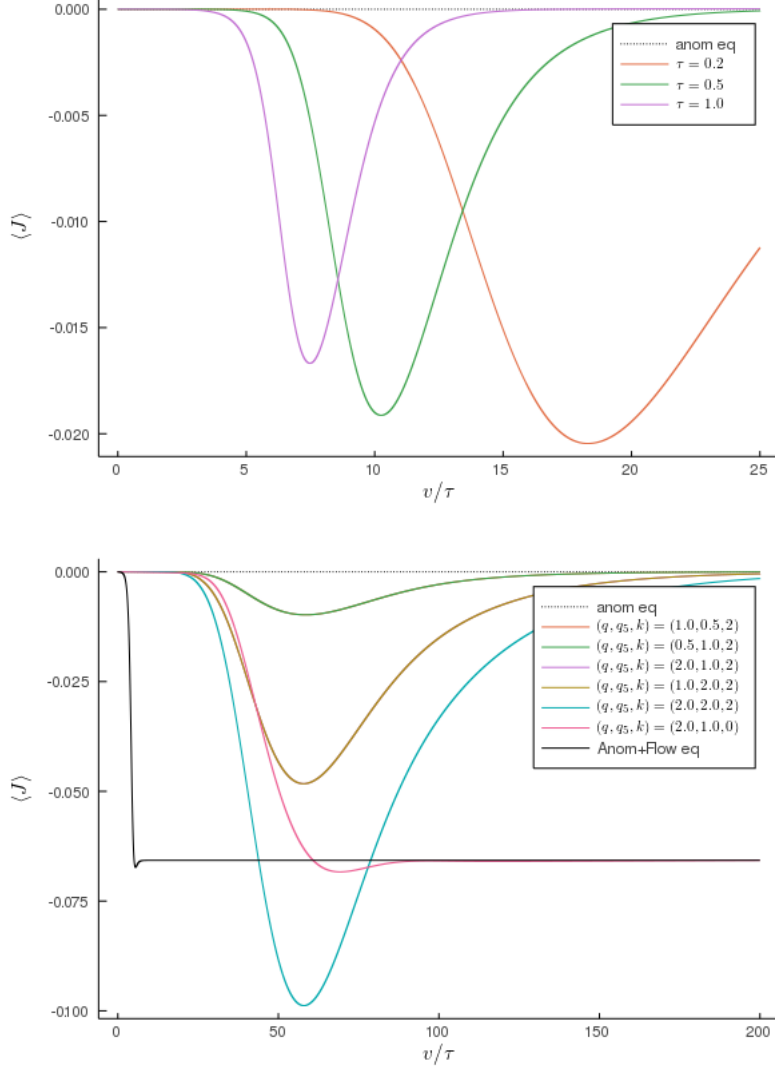 0.000
-0.005
-0.010
-0.015
-0.020
⟨J⟩
anom eq
τ = 0.2
τ = 0.5
τ = 1.0
0 5 10 15 20 25
v/τ
0.000
-0.025
-0.050
-0.075
-0.100
⟨J⟩
anom eq
(q, q₅, k) = (1.0,0.5,2)
(q, q₅, k) = (0.5,1.0,2)
(q, q₅, k) = (2.0,1.0,2)
(q, q₅, k) = (1.0,2.0,2)
(q, q₅, k) = (2.0,2.0,2)
(q, q₅, k) = (2.0,1.0,0)
Anom+Flow eq
0 50 100 150 200
v/τ